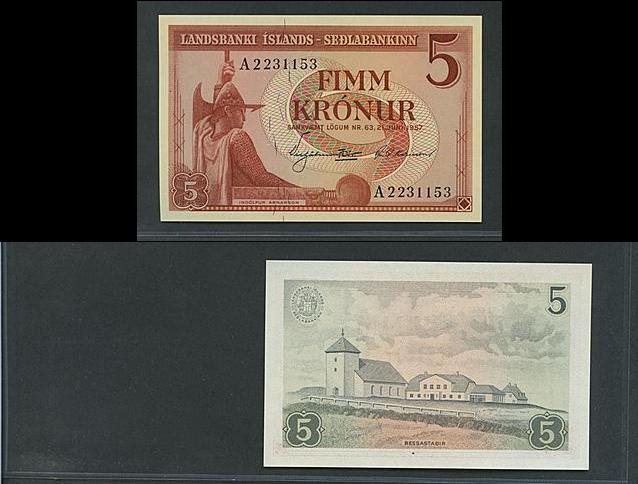 LANDSBANKI ÍSLANDS - SEÐLABANKINN
5
A2231153
FIMM
KRÓNUR
SAMKVÆMT LÖGUM NR. 63, 21. JÚNÍ 1957
A2231153
5
INGÓLFUR ARNARSON
5
5
5
BESSASTAÐIR